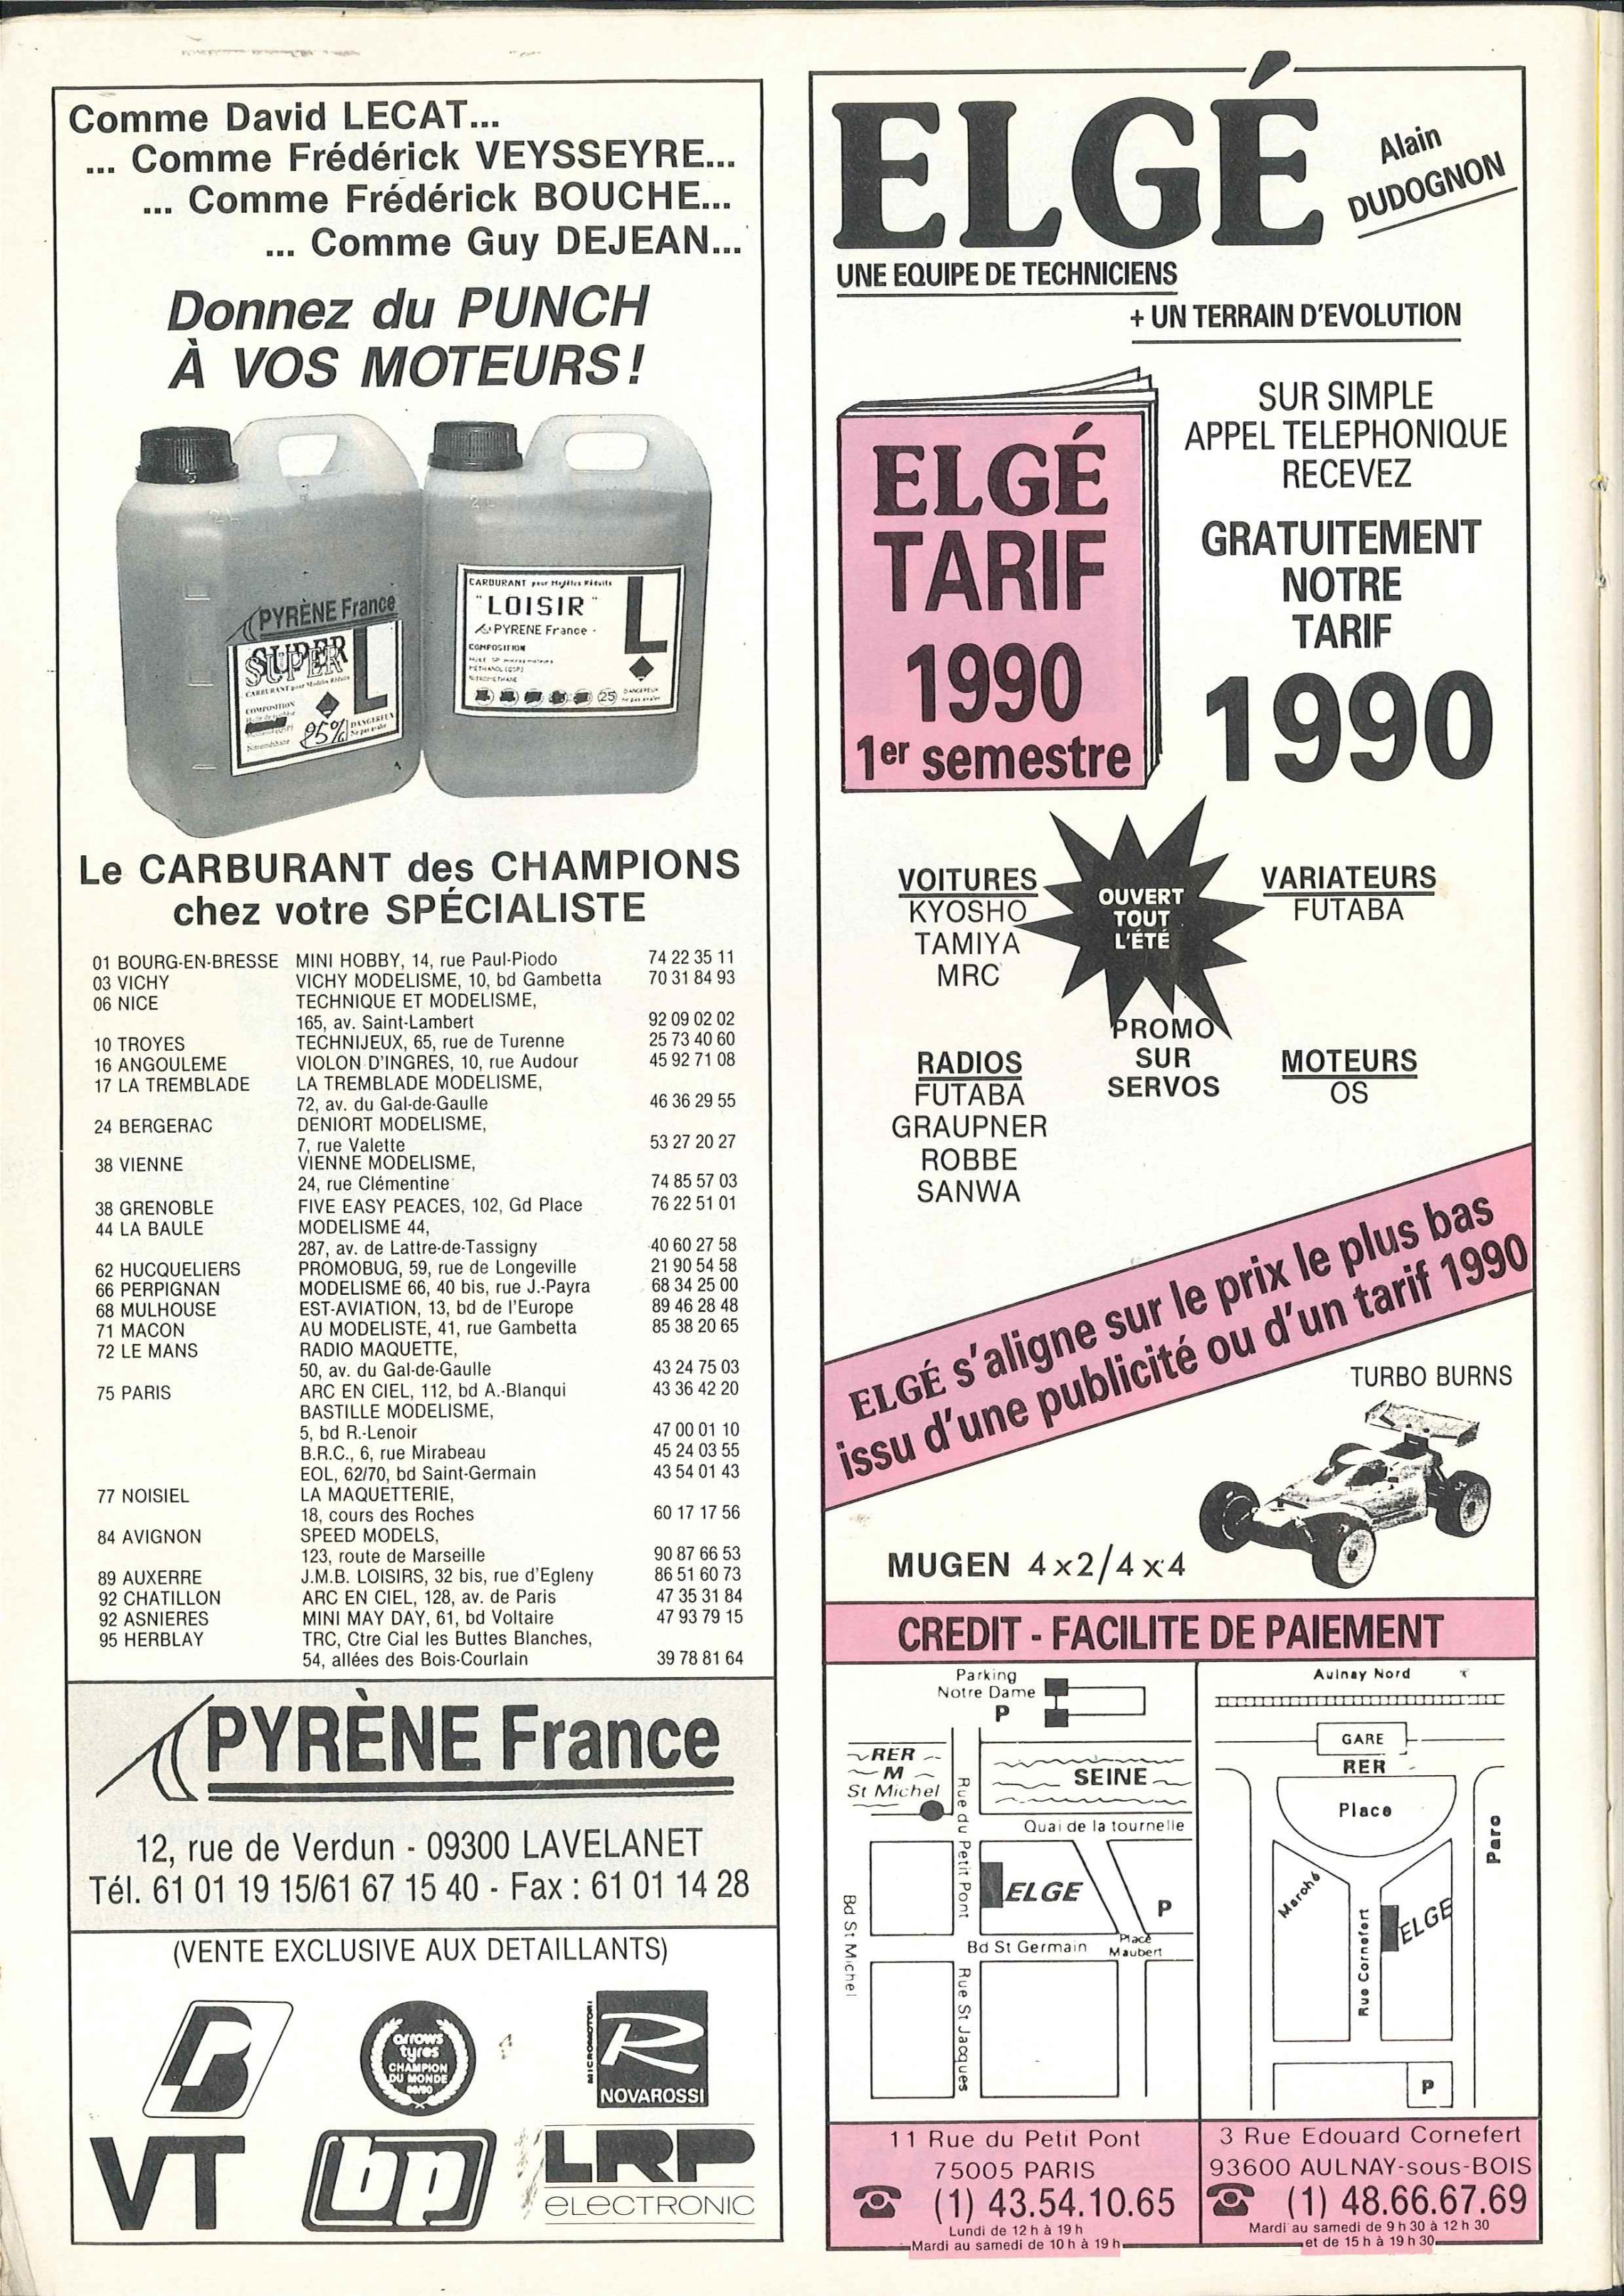 Comme David LECAT...
... Comme Frédérick VEYSSEYRE...
... Comme Frédérick BOUCHE...
... Comme Guy DEJEAN...
Donnez du PUNCH
À VOS MOTEURS !
PYRÈNE France
SUPER L
CARBURANT pour Modèles Réduits
COMPOSITION
Nitrométhane
25%
DANGEREUX
Ne pas avaler
CARBURANT pour Modèles Réduits
"LOISIR" L
PYRENE France -
COMPOSITION
METHANOL (QSP)
NITROMETHANE
25
DANGEREUX
Ne pas avaler
Le CARBURANT des CHAMPIONS
chez votre SPÉCIALISTE
01 BOURG-EN-BRESSE MINI HOBBY, 14, rue Paul-Piodo 74 22 35 11
03 VICHY VICHY MODELISME, 10, bd Gambetta 70 31 84 93
06 NICE TECHNIQUE ET MODELISME,
165, av. Saint-Lambert 92 09 02 02
10 TROYES TECHNIJEUX, 65, rue de Turenne 25 73 40 60
16 ANGOULEME VIOLON D'INGRES, 10, rue Audour 45 92 71 08
17 LA TREMBLADE LA TREMBLADE MODELISME,
72, av. du Gal-de-Gaulle 46 36 29 55
24 BERGERAC DENIORT MODELISME,
7, rue Valette 53 27 20 27
38 VIENNE VIENNE MODELISME,
24, rue Clémentine 74 85 57 03
38 GRENOBLE FIVE EASY PEACES, 102, Gd Place 76 22 51 01
44 LA BAULE MODELISME 44,
287, av. de Lattre-de-Tassigny 40 60 27 58
62 HUCQUELIERS PROMOBUG, 59, rue de Longeville 21 90 54 58
66 PERPIGNAN MODELISME 66, 40 bis, rue J.-Payra 68 34 25 00
68 MULHOUSE EST-AVIATION, 13, bd de l'Europe 89 46 28 48
71 MACON AU MODELISTE, 41, rue Gambetta 85 38 20 65
72 LE MANS RADIO MAQUETTE,
50, av. du Gal-de-Gaulle 43 24 75 03
75 PARIS ARC EN CIEL, 112, bd A.-Blanqui 43 36 42 20
BASTILLE MODELISME,
5, bd R.-Lenoir 47 00 01 10
B.R.C., 6, rue Mirabeau 45 24 03 55
EOL, 62/70, bd Saint-Germain 43 54 01 43
77 NOISIEL LA MAQUETTERIE,
18, cours des Roches 60 17 17 56
84 AVIGNON SPEED MODELS,
123, route de Marseille 90 87 66 53
89 AUXERRE J.M.B. LOISIRS, 32 bis, rue d'Egleny 86 51 60 73
92 CHATILLON ARC EN CIEL, 128, av. de Paris 47 35 31 84
92 ASNIERES MINI MAY DAY, 61, bd Voltaire 47 93 79 15
95 HERBLAY TRC, Ctre Cial les Buttes Blanches,
54, allées des Bois-Courlain 39 78 81 64
PYRÈNE France
12, rue de Verdun - 09300 LAVELANET
Tél. 61 01 19 15/61 67 15 40 - Fax : 61 01 14 28
(VENTE EXCLUSIVE AUX DETAILLANTS)
arrows
tyres
CHAMPION
DU MONDE
MICROMOTORI
R
NOVAROSSI
VT
bp
LRP
eLeCTRONIC
ELGÉ
Alain
DUDOGNON
UNE EQUIPE DE TECHNICIENS
+ UN TERRAIN D'EVOLUTION
ELGÉ
TARIF
1990
1er semestre
SUR SIMPLE
APPEL TELEPHONIQUE
RECEVEZ
GRATUITEMENT
NOTRE
TARIF
1990
VOITURES
KYOSHO
TAMIYA
MRC
OUVERT
TOUT
L'ÉTÉ
VARIATEURS
FUTABA
RADIOS
FUTABA
GRAUPNER
ROBBE
SANWA
PROMO
SUR
SERVOS
MOTEURS
OS
ELGÉ s'aligne sur le prix le plus bas
issu d'une publicité ou d'un tarif 1990
TURBO BURNS
MUGEN 4x2/4x4
CREDIT - FACILITE DE PAIEMENT
Parking
Notre Dame
P
RER
M
St Michel
SEINE
Quai de la tournelle
Rue du Petit Pont
ELGE
P
Bd St Michel
Bd St Germain
Place
Maubert
Rue St Jacques
Aulnay Nord
GARE
RER
Place
Parc
Marché
Rue Cornefert
ELGE
P
11 Rue du Petit Pont
75005 PARIS
☎ (1) 43.54.10.65
Lundi de 12 h à 19 h
Mardi au samedi de 10 h à 19 h
3 Rue Edouard Cornefert
93600 AULNAY-sous-BOIS
☎ (1) 48.66.67.69
Mardi au samedi de 9 h 30 à 12 h 30
et de 15 h à 19 h 30